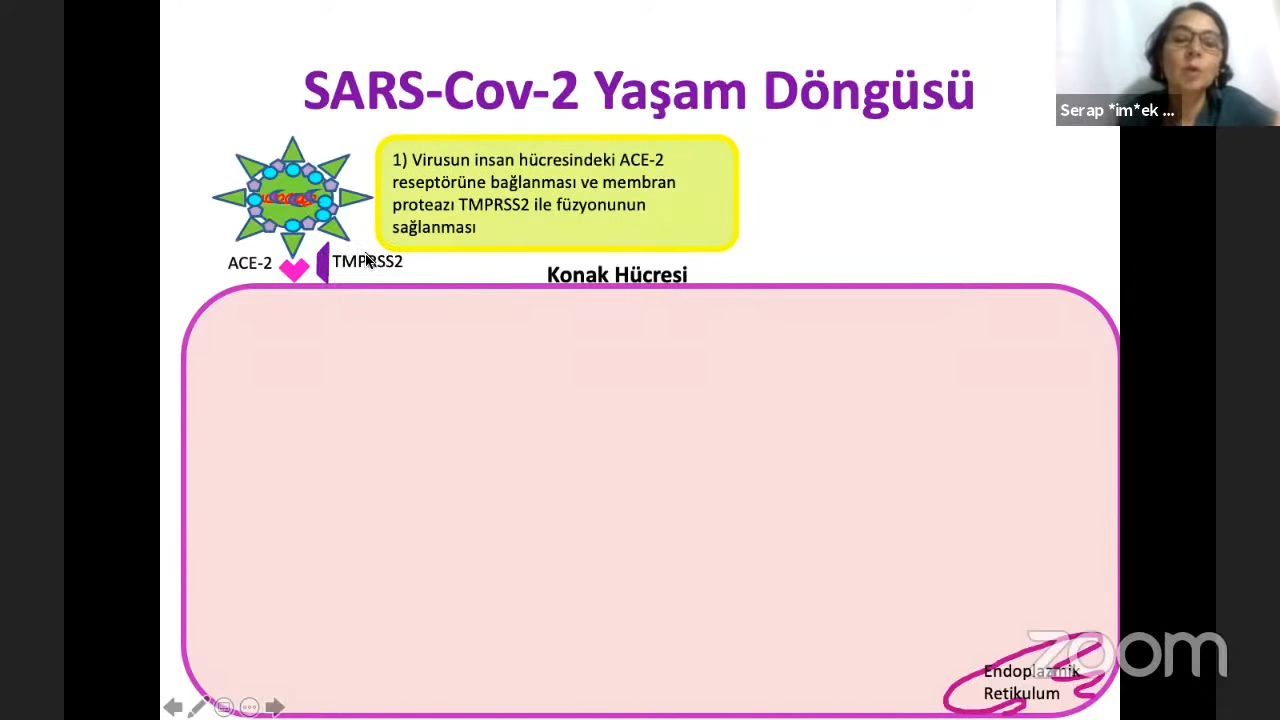 SARS-Cov-2 Yaşam Döngüsü
Serap *im*ek ...
1) Virusun insan hücresindeki ACE-2
reseptörüne bağlanması ve membran
proteazı TMPRSS2 ile füzyonunun
sağlanması
ACE-2
TMPRSS2
Konak Hücresi
Endoplazmik
Retikulum
zoom